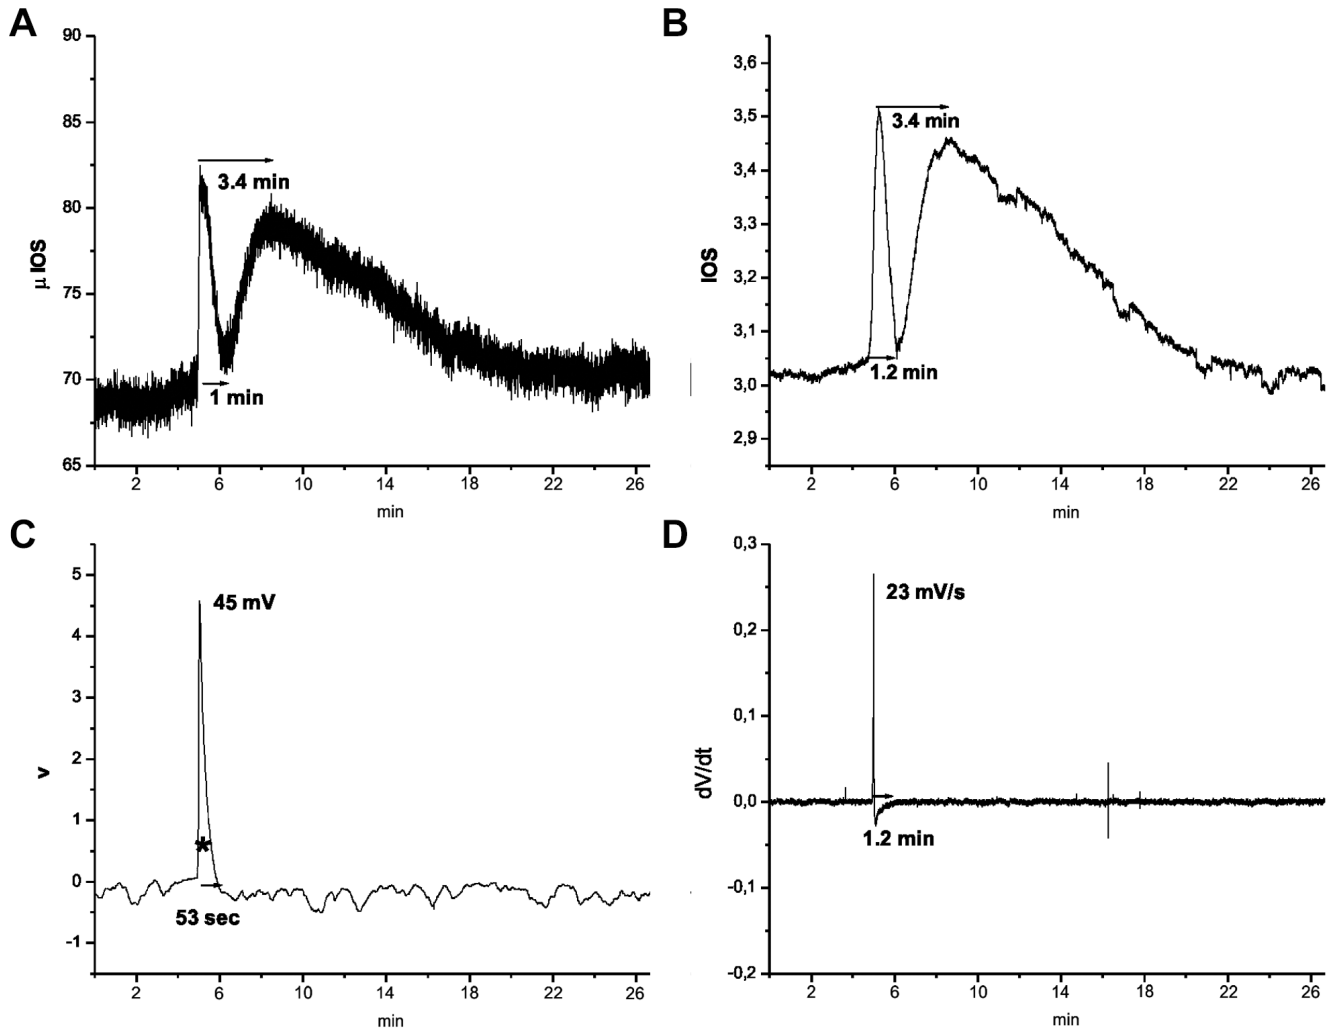 A
90
85
80
75
70
65
μ IOS
3.4 min
1 min
2 6 10 14 18 22 26
min
B
3,6
3,5
3,4
3,3
3,2
3,1
3,0
2,9
IOS
3.4 min
1.2 min
2 6 10 14 18 22 26
min
C
5
4
3
2
1
0
-1
v
45 mV
*
53 sec
2 6 10 14 18 22 26
min
D
0,3
0,2
0,1
0,0
-0,1
-0,2
dV/dt
23 mV/s
1.2 min
2 6 10 14 18 22 26
min